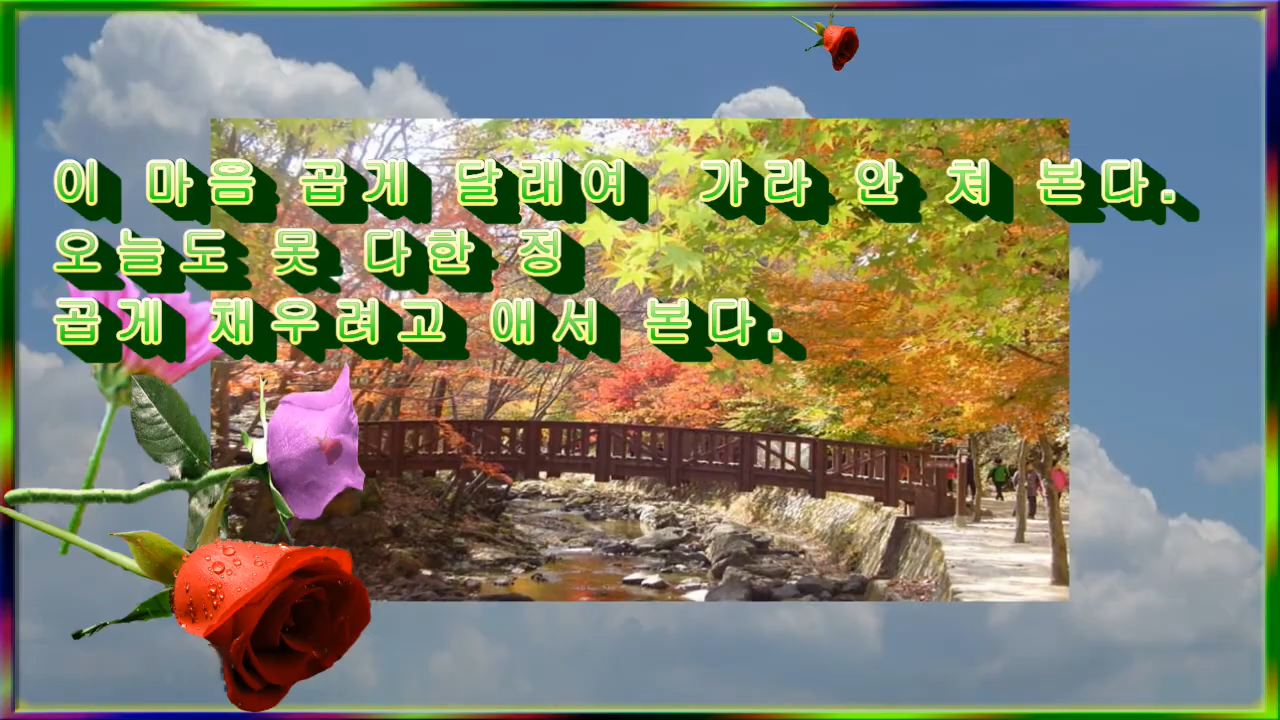 이 마음 곱게 달래여 가라 안 쳐 본다.
오늘도 못 다한 정
곱게 채우려고 애서 본다.